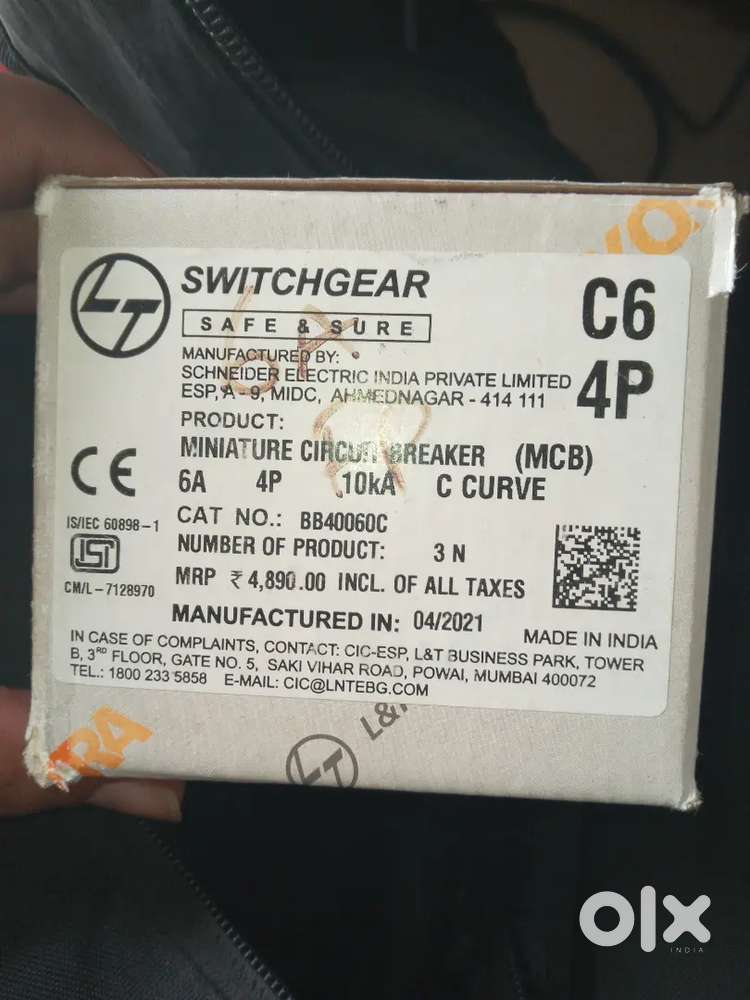 LT SWITCHGEAR
SAFE & SURE
C6
4P
MANUFACTURED BY:
SCHNEIDER ELECTRIC INDIA PRIVATE LIMITED
ESP, A - 9, MIDC, AHMEDNAGAR - 414 111
PRODUCT:
MINIATURE CIRCUIT BREAKER (MCB)
6A 4P 10kA C CURVE
CE
IS/IEC 60898-1
ISI
CM/L-7128970
CAT NO.: BB40060C
NUMBER OF PRODUCT: 3 N
MRP ₹ 4,890.00 INCL. OF ALL TAXES
MANUFACTURED IN: 04/2021
MADE IN INDIA
IN CASE OF COMPLAINTS, CONTACT: CIC-ESP, L&T BUSINESS PARK, TOWER
B, 3RD FLOOR, GATE NO. 5, SAKI VIHAR ROAD, POWAI, MUMBAI 400072
TEL.: 1800 233 5858 E-MAIL: CIC@LNTEBG.COM
LT L&
olx
INDIA